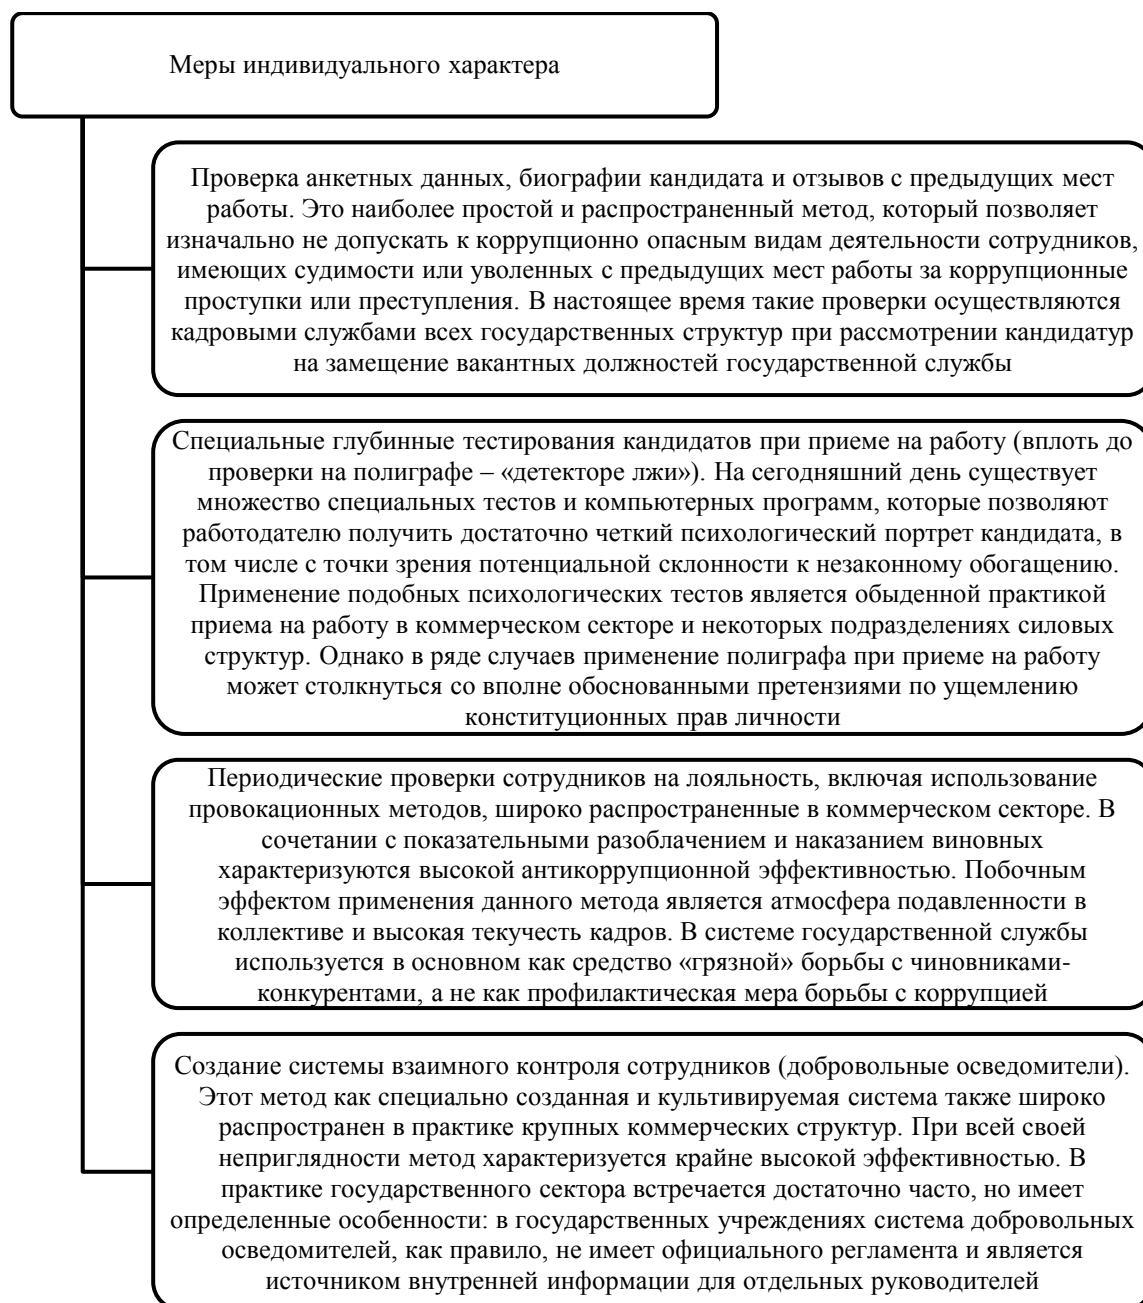 Меры индивидуального характера
Проверка анкетных данных, биографии кандидата и отзывов с предыдущих мест
работы. Это наиболее простой и распространенный метод, который позволяет
изначально не допускать к коррупционно опасным видам деятельности сотрудников,
имеющих судимости или уволенных с предыдущих мест работы за коррупционные
проступки или преступления. В настоящее время такие проверки осуществляются
кадровыми службами всех государственных структур при рассмотрении кандидатур
на замещение вакантных должностей государственной службы
Специальные глубинные тестирования кандидатов при приеме на работу (вплоть до
проверки на полиграфе – «детекторе лжи»). На сегодняшний день существует
множество специальных тестов и компьютерных программ, которые позволяют
работодателю получить достаточно четкий психологический портрет кандидата, в
том числе с точки зрения потенциальной склонности к незаконному обогащению.
Применение подобных психологических тестов является обыденной практикой
приема на работу в коммерческом секторе и некоторых подразделениях силовых
структур. Однако в ряде случаев применение полиграфа при приеме на работу
может столкнуться со вполне обоснованными претензиями по ущемлению
конституционных прав личности
Периодические проверки сотрудников на лояльность, включая использование
провокационных методов, широко распространенные в коммерческом секторе. В
сочетании с показательными разоблачением и наказанием виновных
характеризуются высокой антикоррупционной эффективностью. Побочным
эффектом применения данного метода является атмосфера подавленности в
коллективе и высокая текучесть кадров. В системе государственной службы
используется в основном как средство «грязной» борьбы с чиновниками-
конкурентами, а не как профилактическая мера борьбы с коррупцией
Создание системы взаимного контроля сотрудников (добровольные осведомители).
Этот метод как специально созданная и культивируемая система также широко
распространен в практике крупных коммерческих структур. При всей своей
неприглядности метод характеризуется крайне высокой эффективностью. В
практике государственного сектора встречается достаточно часто, но имеет
определенные особенности: в государственных учреждениях система добровольных
осведомителей, как правило, не имеет официального регламента и является
источником внутренней информации для отдельных руководителей